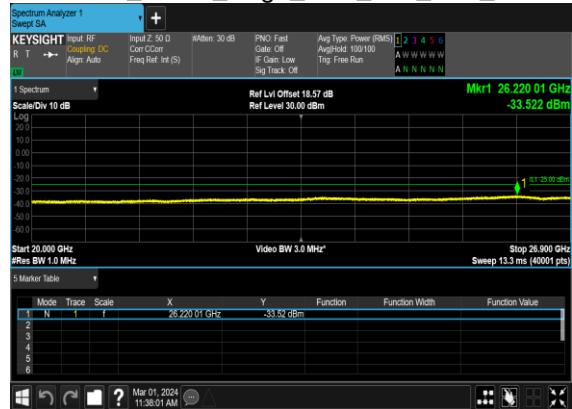 Spectrum Analyzer 1
Swept SA
+
KEYSIGHT Input: RF Input Z: 50 Ω #Atten: 30 dB PNO: Fast Avg Type: Power (RMS) 1 2 3 4 5 6
R T Coupling: DC Corr CCorr Gate: Off Avg|Hold: 100/100 A W W W W W
Align: Auto Freq Ref: Int (S) IF Gain: Low Trig: Free Run A N N N N N
Sig Track: Off
1 Spectrum Ref Lvl Offset 18.57 dB Mkr1 26.220 01 GHz
Scale/Div 10 dB Ref Level 30.00 dBm -33.522 dBm
Log
20.0
10.0
0.00
-10.0
-20.0
1 DL1 -25.00 dBm
-30.0
-40.0
-50.0
-60.0
Start 20.000 GHz Video BW 3.0 MHz* Stop 26.900 GHz
#Res BW 1.0 MHz Sweep 13.3 ms (40001 pts)
5 Marker Table
Mode Trace Scale X Y Function Function Width Function Value
1 N 1 f 26.220 01 GHz -33.52 dBm
2
3
4
5
6
? Mar 01, 2024
11:38:01 AM